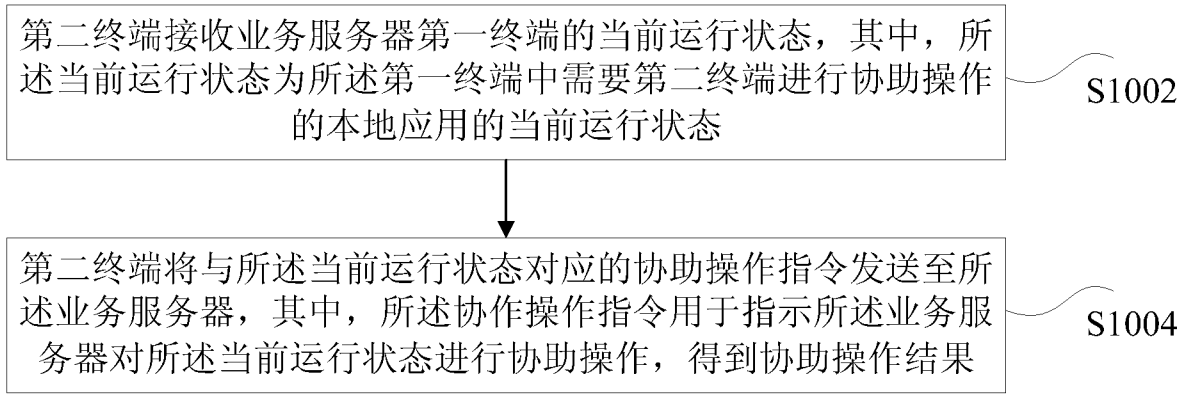 第二终端接收业务服务器第一终端的当前运行状态，其中，所
述当前运行状态为所述第一终端中需要第二终端进行协助操作
的本地应用的当前运行状态
S1002
第二终端将与所述当前运行状态对应的协助操作指令发送至所
述业务服务器，其中，所述协作操作指令用于指示所述业务服
务器对所述当前运行状态进行协助操作，得到协助操作结果
S1004